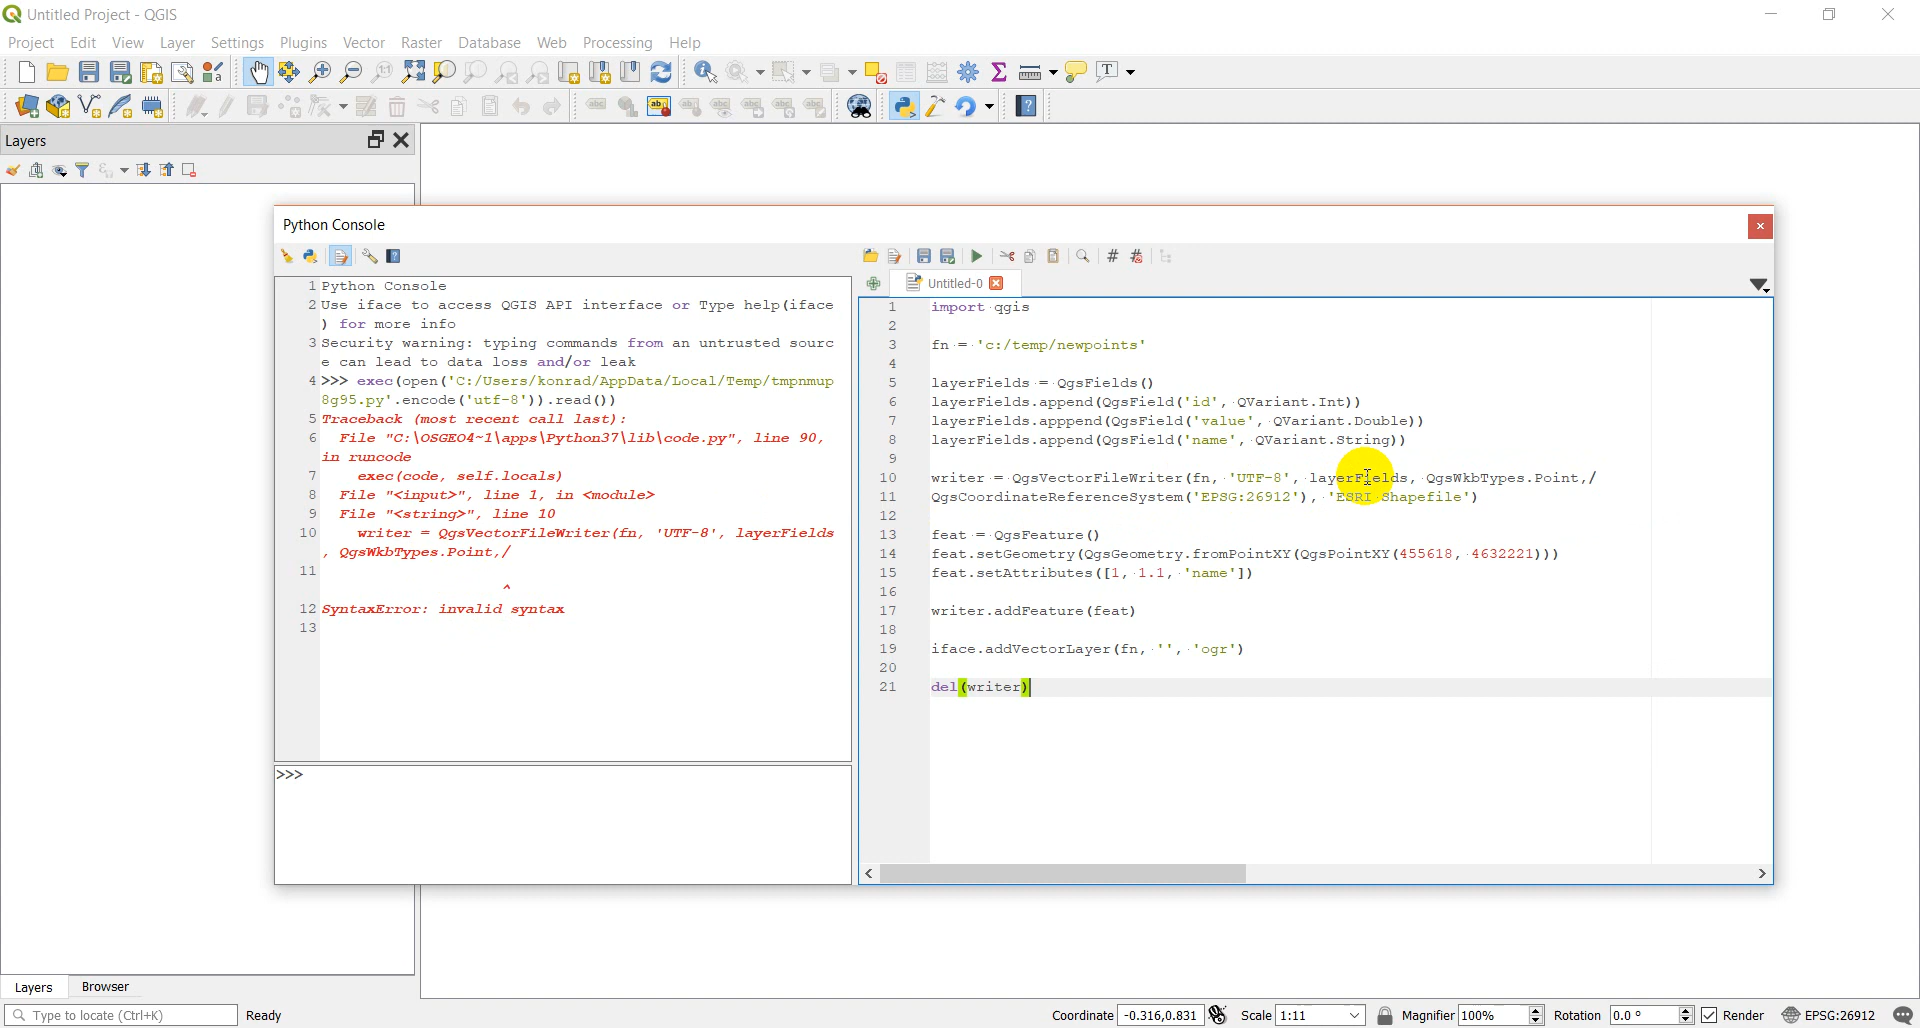 Untitled Project - QGIS
Project Edit View Layer Settings Plugins Vector Raster Database Web Processing Help
Layers
Python Console
Untitled-0
1 Python Console
2 Use iface to access QGIS API interface or Type help(iface
) for more info
3 Security warning: typing commands from an untrusted sourc
e can lead to data loss and/or leak
4 >>> exec(open('C:/Users/konrad/AppData/Local/Temp/tmpnmup
8g95.py'.encode('utf-8')).read())
5 Traceback (most recent call last):
6 File "C:\OSGEO4~1\apps\Python37\lib\code.py", line 90,
in runcode
7 exec(code, self.locals)
8 File "<input>", line 1, in <module>
9 File "<string>", line 10
10 writer = QgsVectorFileWriter(fn, 'UTF-8', layerFields
, QgsWkbTypes.Point,/
11
^
12 SyntaxError: invalid syntax
13
>>>
1 import qgis
2
3 fn = 'c:/temp/newpoints'
4
5 layerFields = QgsFields()
6 layerFields.append(QgsField('id', QVariant.Int))
7 layerFields.apppend(QgsField('value', QVariant.Double))
8 layerFields.append(QgsField('name', QVariant.String))
9
10 writer = QgsVectorFileWriter(fn, 'UTF-8', layerFields, QgsWkbTypes.Point,/
11 QgsCoordinateReferenceSystem('EPSG:26912'), 'ESRI Shapefile')
12
13 feat = QgsFeature()
14 feat.setGeometry(QgsGeometry.fromPointXY(QgsPointXY(455618, 4632221)))
15 feat.setAttributes([1, 1.1, 'name'])
16
17 writer.addFeature(feat)
18
19 iface.addVectorLayer(fn, '', 'ogr')
20
21 del(writer)
Layers Browser
Type to locate (Ctrl+K) Ready Coordinate -0.316,0.831 Scale 1:11 Magnifier 100% Rotation 0.0 ° Render EPSG:26912